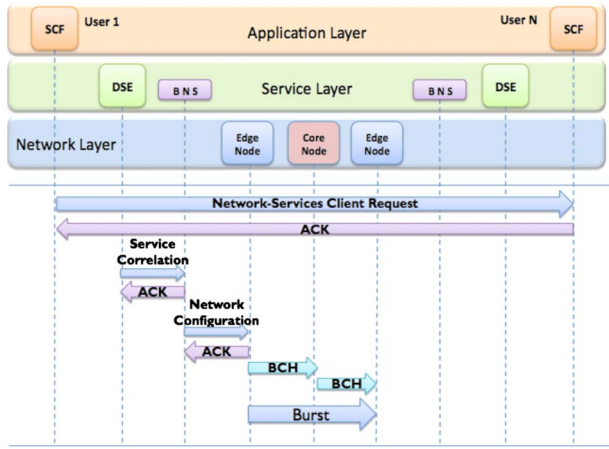 SCF
User 1
Application Layer
User N
SCF
DSE
BNS
Service Layer
BNS
DSE
Network Layer
Edge
Node
Core
Node
Edge
Node
Network-Services Client Request
ACK
Service
Correlation
ACK
Network
Configuration
ACK
BCH
BCH
Burst